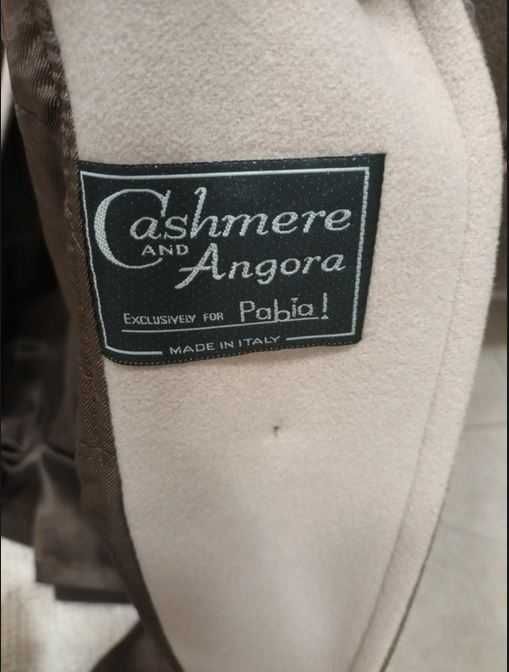 Cashmere
AND
Angora
EXCLUSIVELY FOR Pabia!
MADE IN ITALY